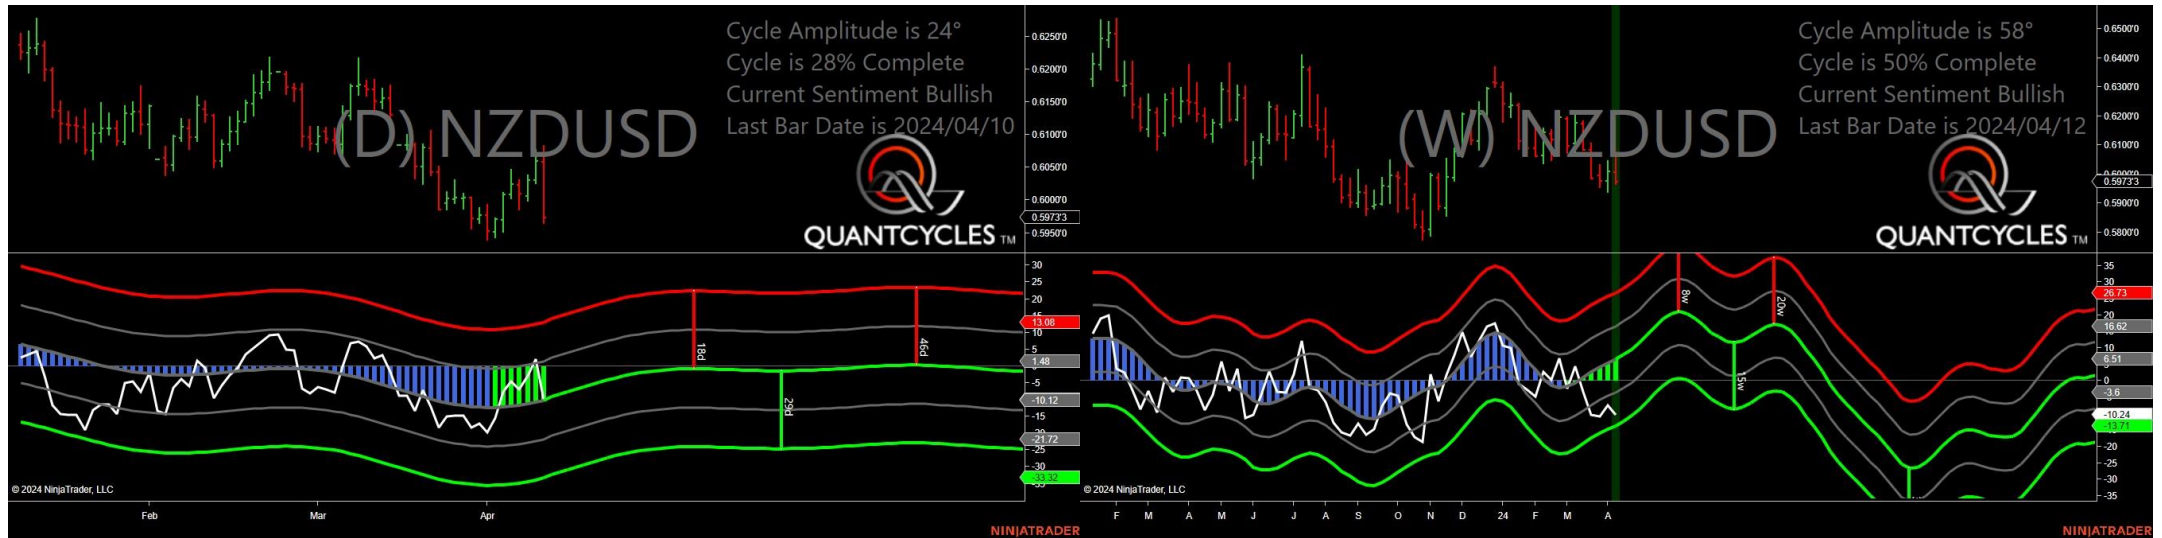 Cycle Amplitude is 24°
Cycle is 28% Complete
Current Sentiment Bullish
Last Bar Date is 2024/04/10
(D) NZDUSD
QUANTCYCLES TM
0.6250'0
0.6200'0
0.6150'0
0.6100'0
0.6050'0
0.6000'0
0.5973'3
0.5950'0
30
25
20
15
13.08
10
5
1.48
-5
-10.12
-15
-21.72
-25
-30
-33.32
18d
29d
46d
© 2024 NinjaTrader, LLC
Feb
Mar
Apr
NINJATRADER
Cycle Amplitude is 58°
Cycle is 50% Complete
Current Sentiment Bullish
Last Bar Date is 2024/04/12
(W) NZDUSD
QUANTCYCLES TM
0.6500'0
0.6400'0
0.6300'0
0.6200'0
0.6100'0
0.6000'0
0.5973'3
0.5900'0
0.5800'0
35
30
26.73
20
16.62
10
6.51
0
-3.6
-10.24
-13.71
-20
-25
-30
-35
8w
15w
20w
© 2024 NinjaTrader, LLC
F
M
A
M
J
J
A
S
O
N
D
24
F
M
A
NINJATRADER